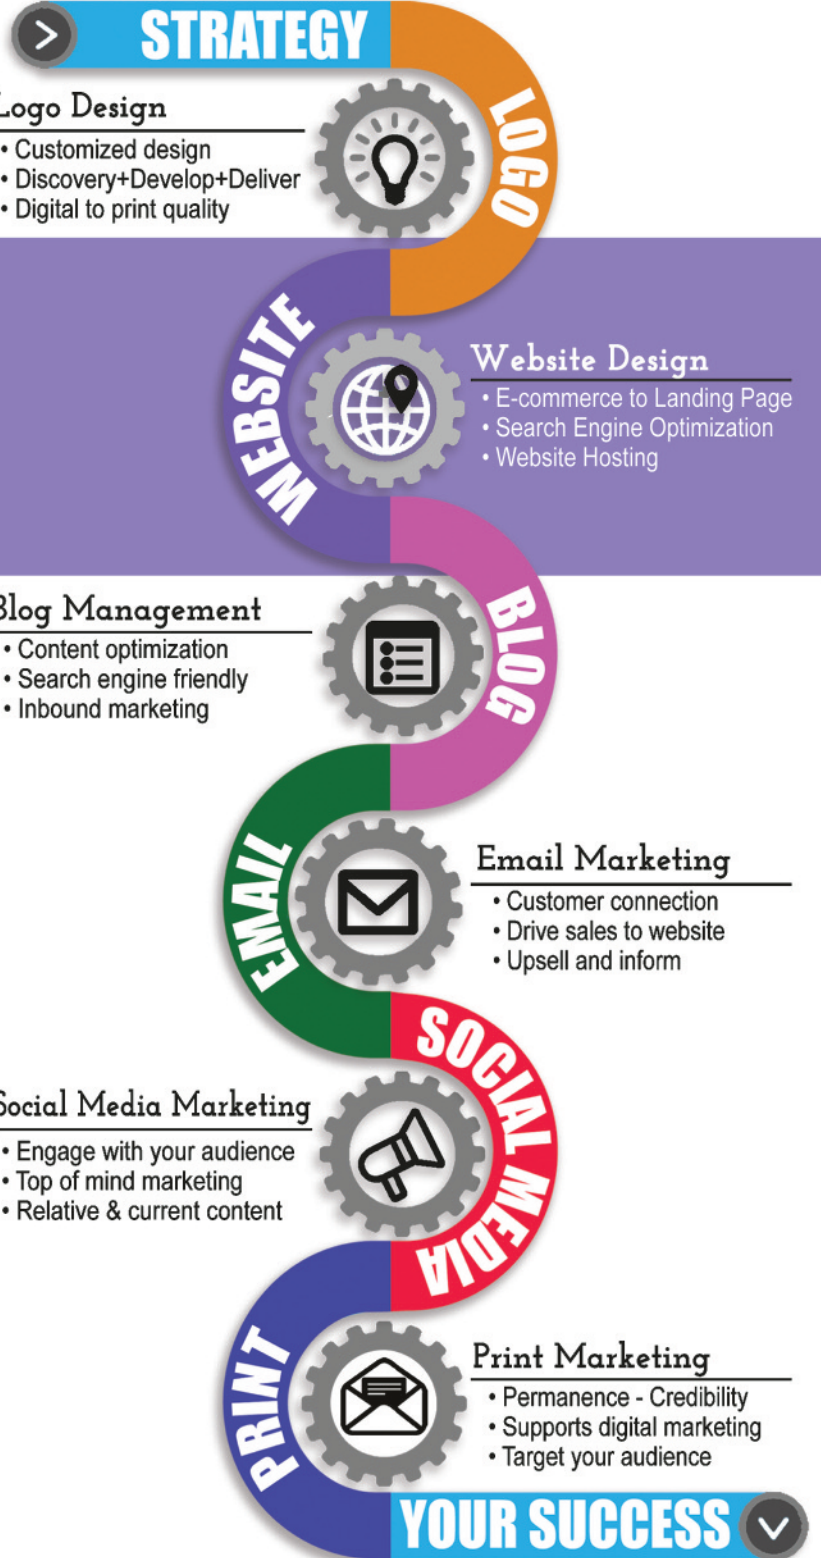 STRATEGY
LOGO
Logo Design
• Customized design
• Discovery+Develop+Deliver
• Digital to print quality
WEBSITE
Website Design
• E-commerce to Landing Page
• Search Engine Optimization
• Website Hosting
BLOG
Blog Management
• Content optimization
• Search engine friendly
• Inbound marketing
EMAIL
Email Marketing
• Customer connection
• Drive sales to website
• Upsell and inform
SOCIAL MEDIA
Social Media Marketing
• Engage with your audience
• Top of mind marketing
• Relative & current content
PRINT
Print Marketing
• Permanence - Credibility
• Supports digital marketing
• Target your audience
YOUR SUCCESS